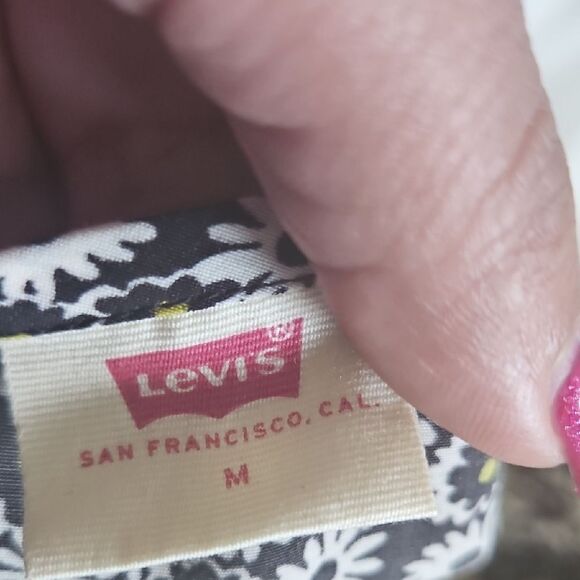 Levi's®
SAN FRANCISCO, CAL.
M